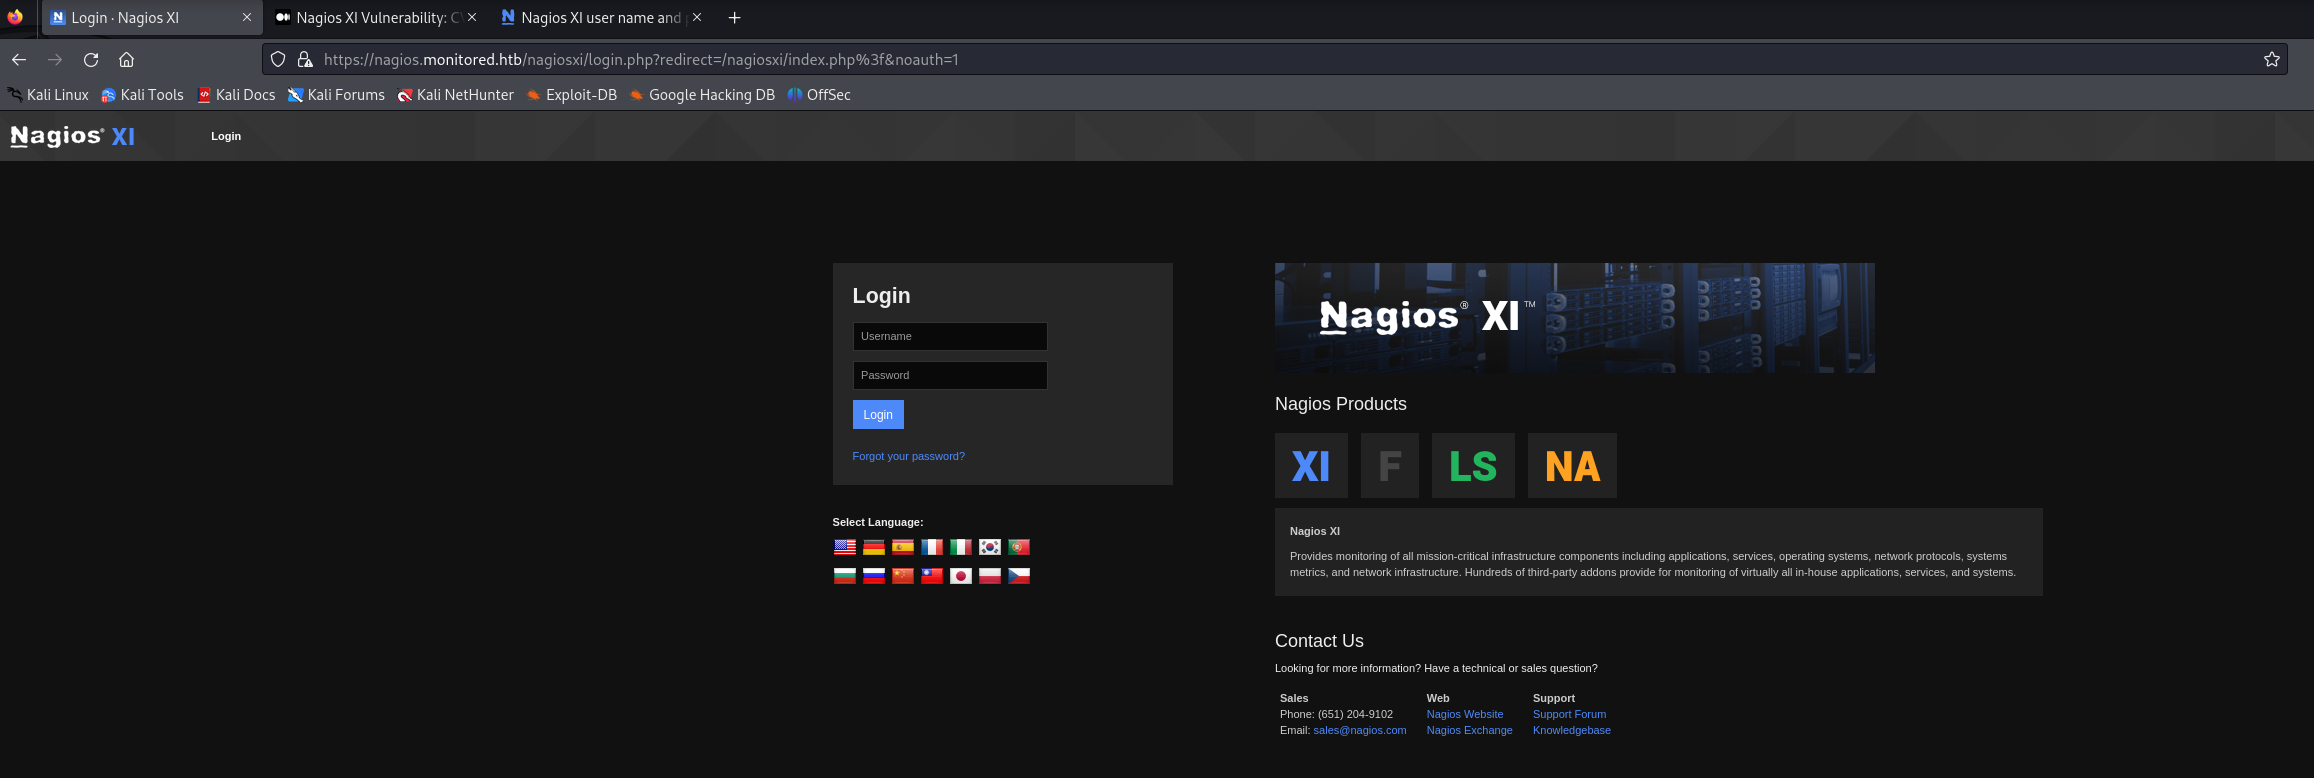 Login · Nagios XI
Nagios XI Vulnerability: C
Nagios XI user name and
https://nagios.monitored.htb/nagiosxi/login.php?redirect=/nagiosxi/index.php%3f&noauth=1
Kali Linux Kali Tools Kali Docs Kali Forums Kali NetHunter Exploit-DB Google Hacking DB OffSec
Nagios® XI Login
Login
Username
Password
Login
Forgot your password?
Select Language:
Nagios® XI™
Nagios Products
XI F LS NA
Nagios XI
Provides monitoring of all mission-critical infrastructure components including applications, services, operating systems, network protocols, systems
metrics, and network infrastructure. Hundreds of third-party addons provide for monitoring of virtually all in-house applications, services, and systems.
Contact Us
Looking for more information? Have a technical or sales question?
Sales Web Support
Phone: (651) 204-9102 Nagios Website Support Forum
Email: sales@nagios.com Nagios Exchange Knowledgebase